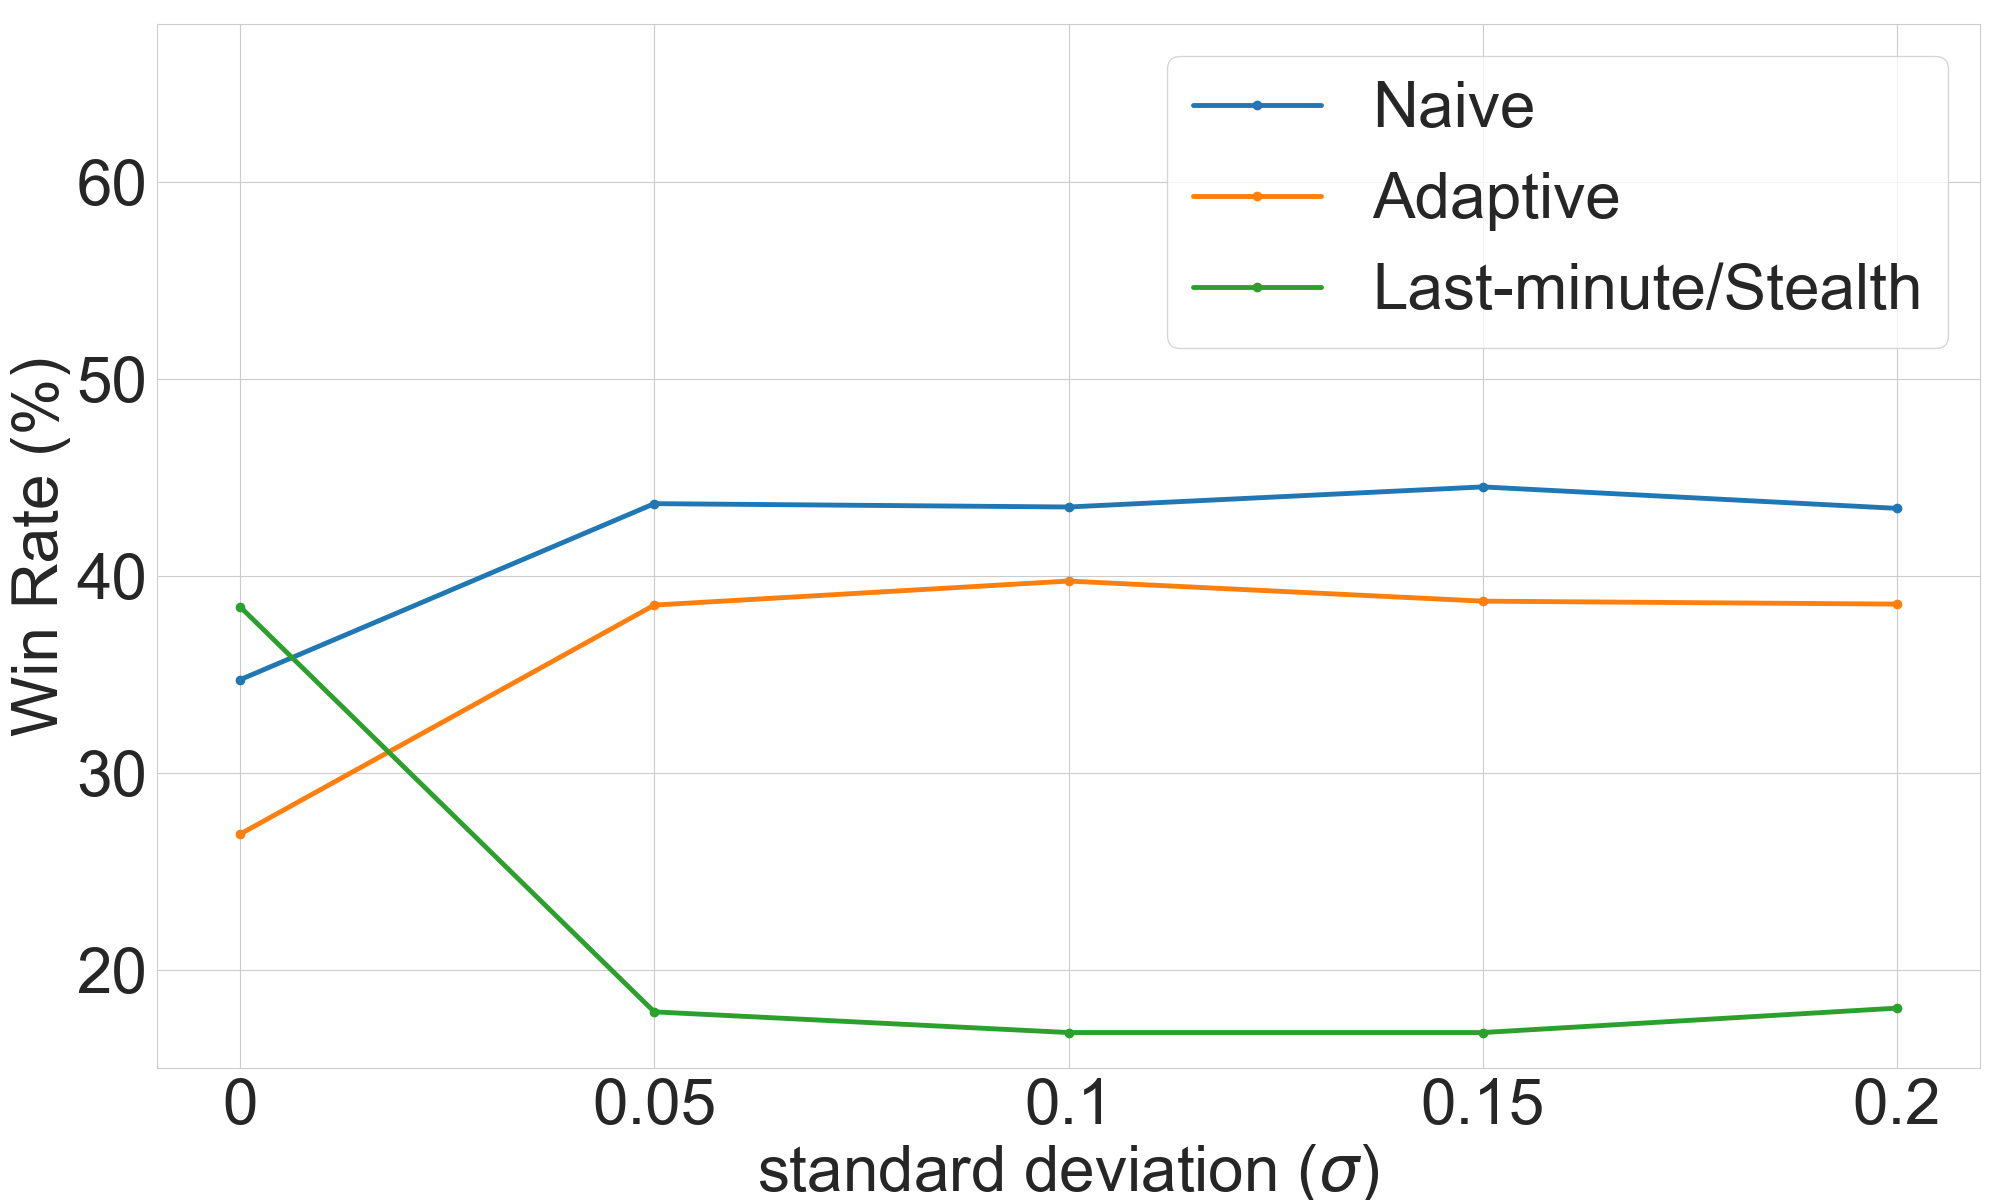 Naive
Adaptive
Last-minute/Stealth
Win Rate (%)
60
50
40
30
20
0 0.05 0.1 0.15 0.2
standard deviation (σ)